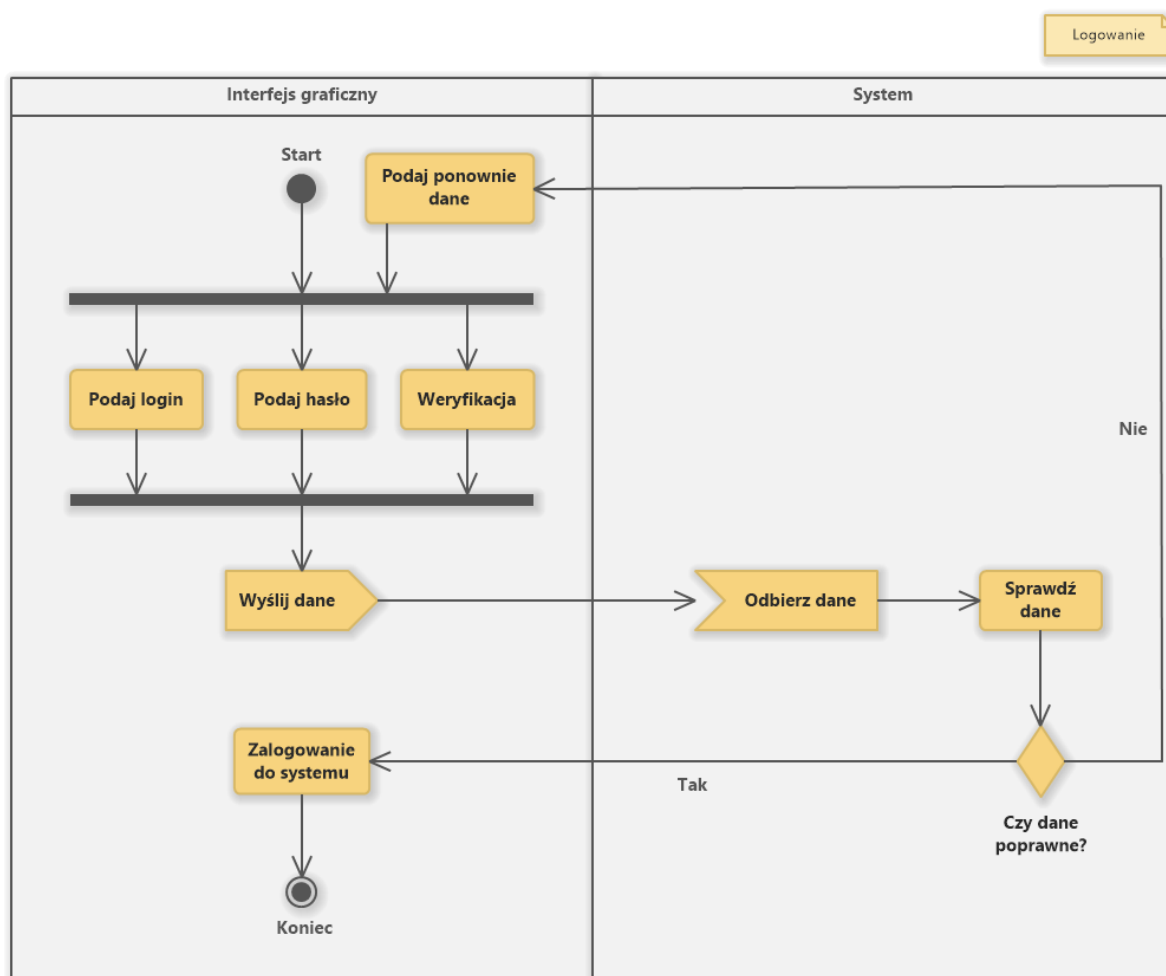 Logowanie
Interfejs graficzny
System
Start
Podaj ponownie
dane
Podaj login
Podaj hasło
Weryfikacja
Nie
Wyślij dane
Odbierz dane
Sprawdź
dane
Zalogowanie
do systemu
Tak
Czy dane
poprawne?
Koniec